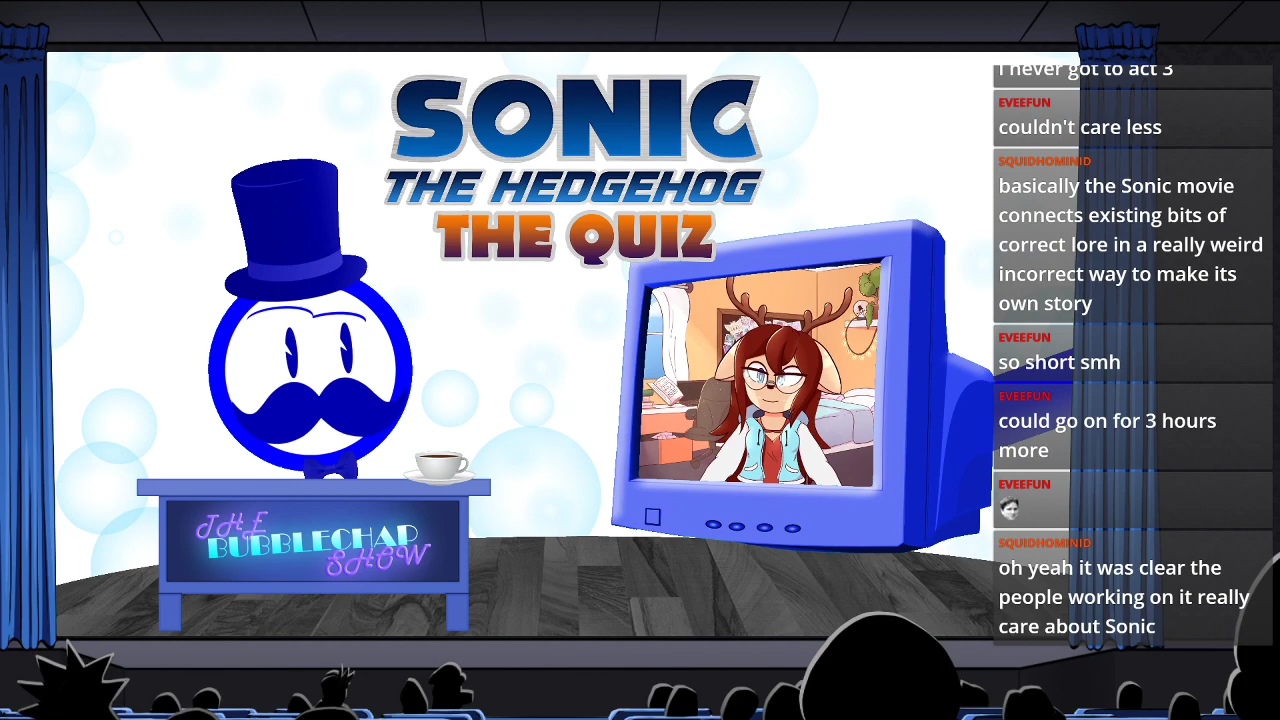 SONIC
THE HEDGEHOG
THE QUIZ
THE
BUBBLECHAP
SHOW
I never got to act 3
EVEEFUN
couldn't care less
SQUIDHOMINID
basically the Sonic movie
connects existing bits of
correct lore in a really weird
incorrect way to make its
own story
EVEEFUN
so short smh
EVEEFUN
could go on for 3 hours
more
EVEEFUN
SQUIDHOMINID
oh yeah it was clear the
people working on it really
care about Sonic